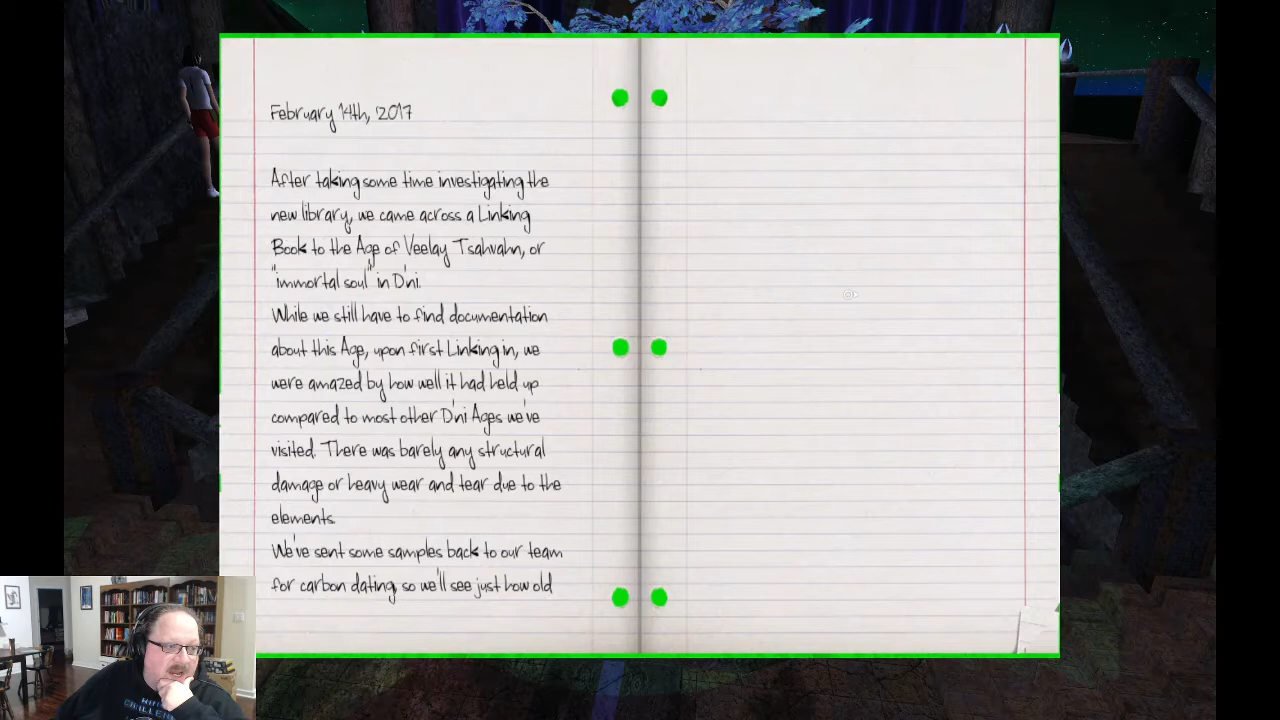 February 14th, 2017
After taking some time investigating the
new library, we came across a Linking
Book to the Age of Veelay Tsahvahn, or
"immortal soul" in D'ni.
While we still have to find documentation
about this Age, upon first Linking in, we
were amazed by how well it had held up
compared to most other D'ni Ages we've
visited. There was barely any structural
damage or heavy wear and tear due to the
elements.
We've sent some samples back to our team
for carbon dating, so we'll see just how old